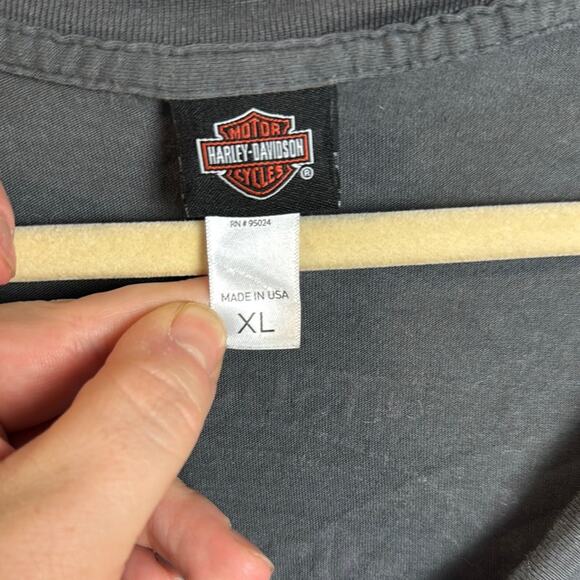 MOTOR
HARLEY-DAVIDSON
CYCLES
®
RN # 95024
MADE IN USA
XL